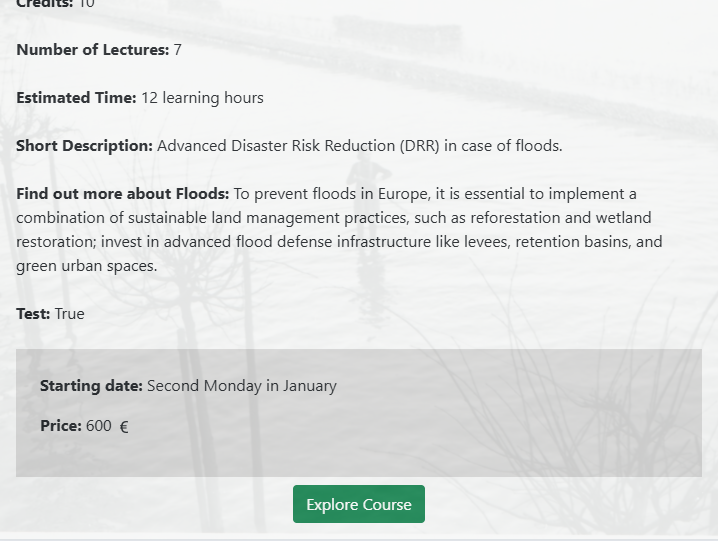 Credits: 10
Number of Lectures: 7
Estimated Time: 12 learning hours
Short Description: Advanced Disaster Risk Reduction (DRR) in case of floods.
Find out more about Floods: To prevent floods in Europe, it is essential to implement a
combination of sustainable land management practices, such as reforestation and wetland
restoration; invest in advanced flood defense infrastructure like levees, retention basins, and
green urban spaces.
Test: True
Starting date: Second Monday in January
Price: 600 €
Explore Course